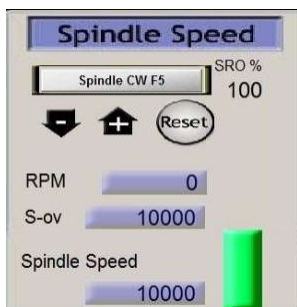 Spindle Speed
Spindle CW F5
SRO %
100
- + Reset
RPM 0
S-ov 10000
Spindle Speed
10000